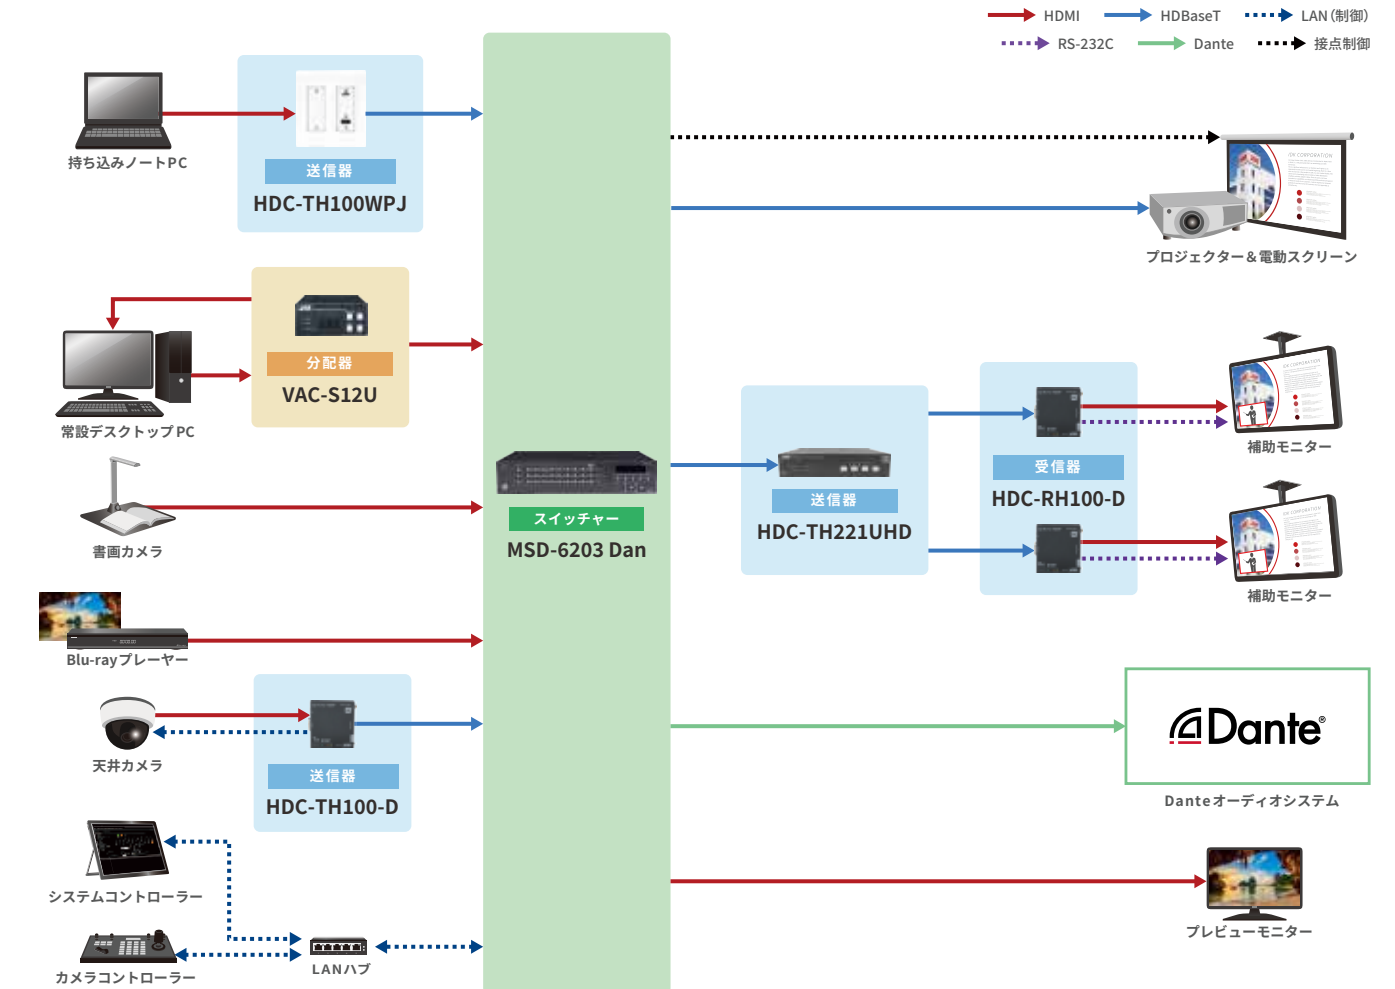 HDMI
HDBaseT
LAN（制御）
RS-232C
Dante
接点制御
持ち込みノートPC
送信器
HDC-TH100WPJ
IDK CORPORATION
プロジェクター＆電動スクリーン
分配器
VAC-S12U
常設デスクトップPC
書画カメラ
スイッチャー
MSD-6203 Dan
送信器
HDC-TH221UHD
受信器
HDC-RH100-D
IDK CORPORATION
補助モニター
IDK CORPORATION
補助モニター
Blu-rayプレーヤー
天井カメラ
送信器
HDC-TH100-D
Dante®
Danteオーディオシステム
システムコントローラー
カメラコントローラー
LANハブ
プレビューモニター